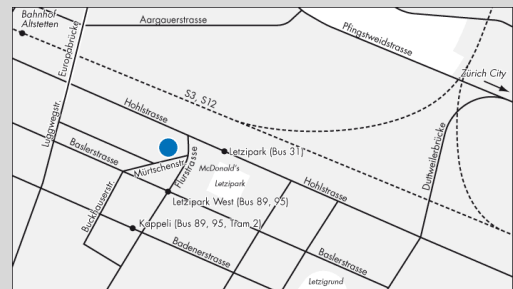 Bahnhof
Altstetten
Aargauerstrasse
Europabrücke
Pfingstweidstrasse
Zürich City
S3, S12
Hohlstrasse
Luggwegstr.
Baslerstrasse
Mürtschenstr.
Flurstrasse
Letzipark (Bus 31)
McDonald's
Letzipark
Hohlstrasse
Duttweilerbrücke
Buckhauserstr.
Letzipark West (Bus 89, 95)
Kappeli (Bus 89, 95, Tram 2)
Badenerstrasse
Baslerstrasse
Letzigrund